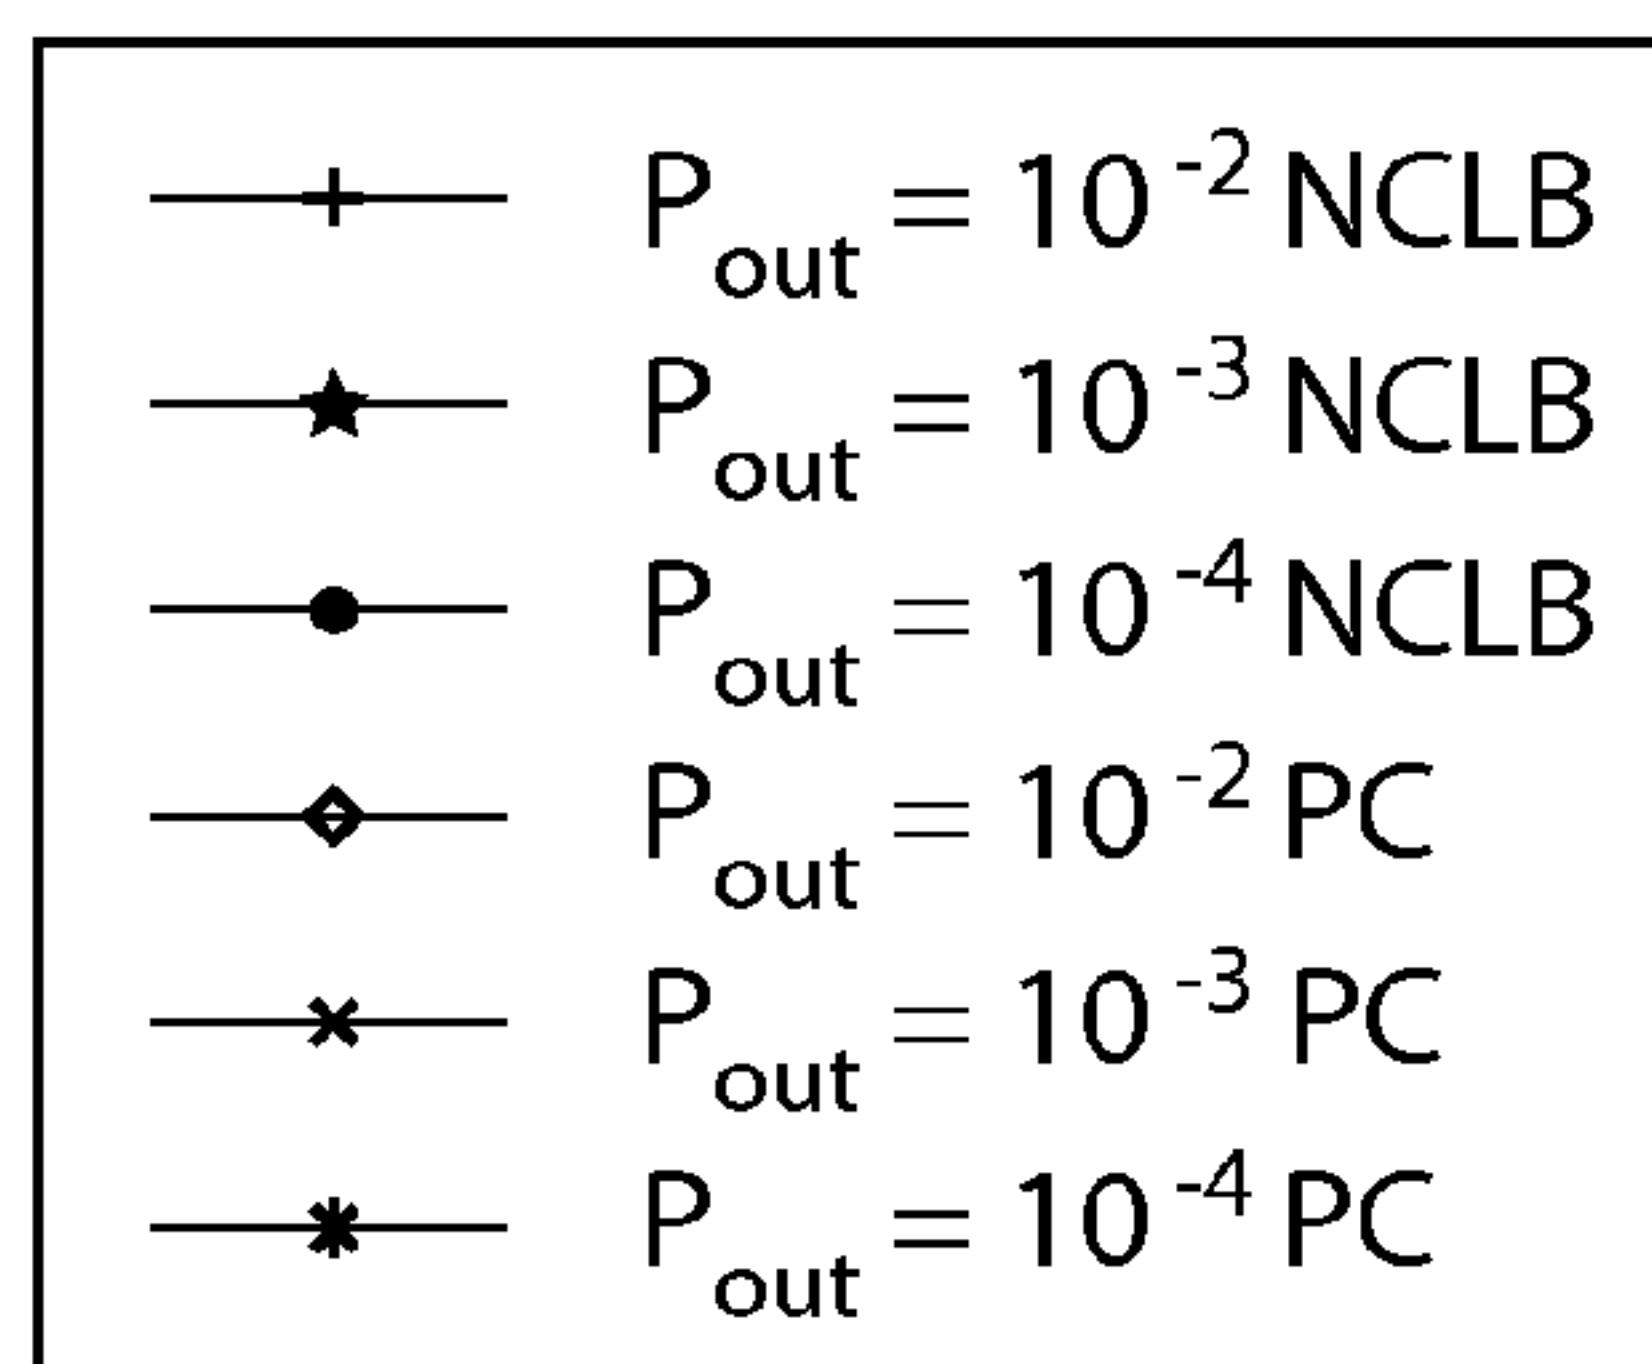 P_out = 10^-2 NCLB
P_out = 10^-3 NCLB
P_out = 10^-4 NCLB
P_out = 10^-2 PC
P_out = 10^-3 PC
P_out = 10^-4 PC